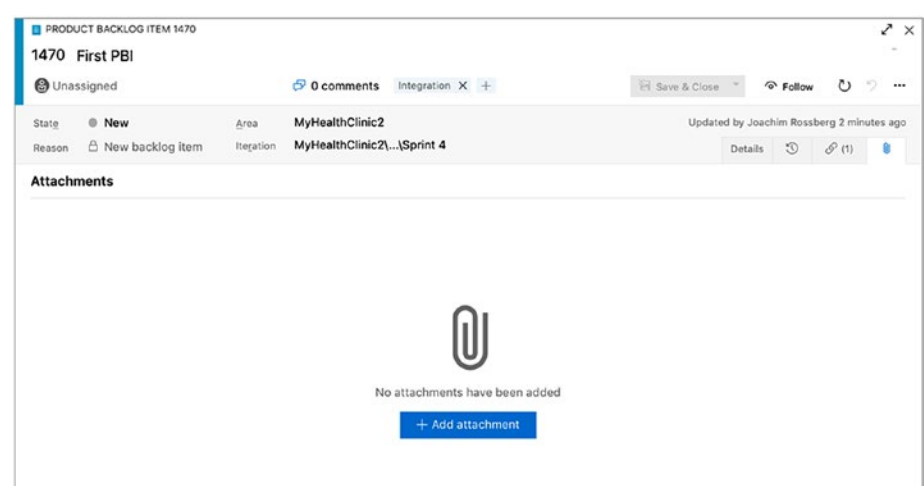 PRODUCT BACKLOG ITEM 1470
1470 First PBI
Unassigned 0 comments Integration X + Save & Close Follow
State New Area MyHealthClinic2 Updated by Joachim Rossberg 2 minutes ago
Reason New backlog item Iteration MyHealthClinic2\...\Sprint 4 Details (1)
Attachments
No attachments have been added
+ Add attachment